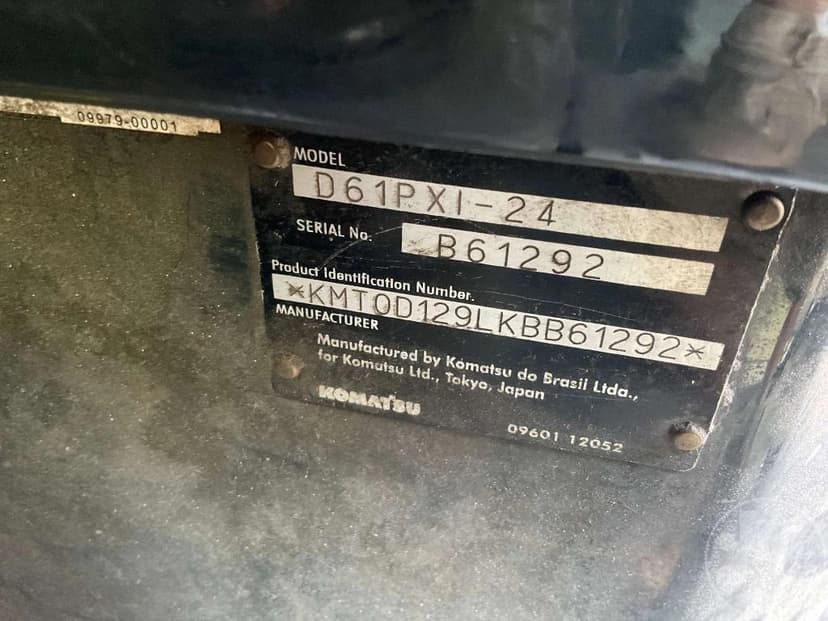 09979-00001
MODEL
D61PXI-24
SERIAL No.
B61292
Product Identification Number.
*KMT0D129LKBB61292*
MANUFACTURER
Manufactured by Komatsu do Brasil Ltda.,
for Komatsu Ltd., Tokyo, Japan
KOMATSU
09601 12052